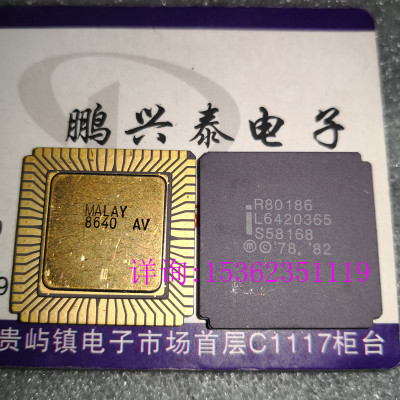 鹏兴泰电子
MALAY
8640 AV
R80186
L6420365
S58168
Ⓜ©'78, '82
详询:15362351119
9
贵屿镇电子市场首层C1117柜台